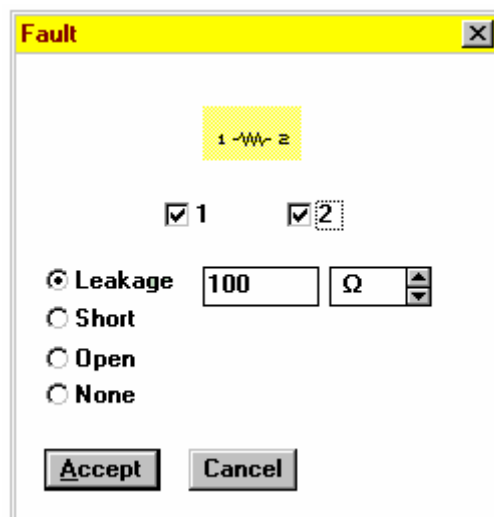 Fault
1 2
1 2
Leakage 100 Ω
Short
Open
None
Accept Cancel